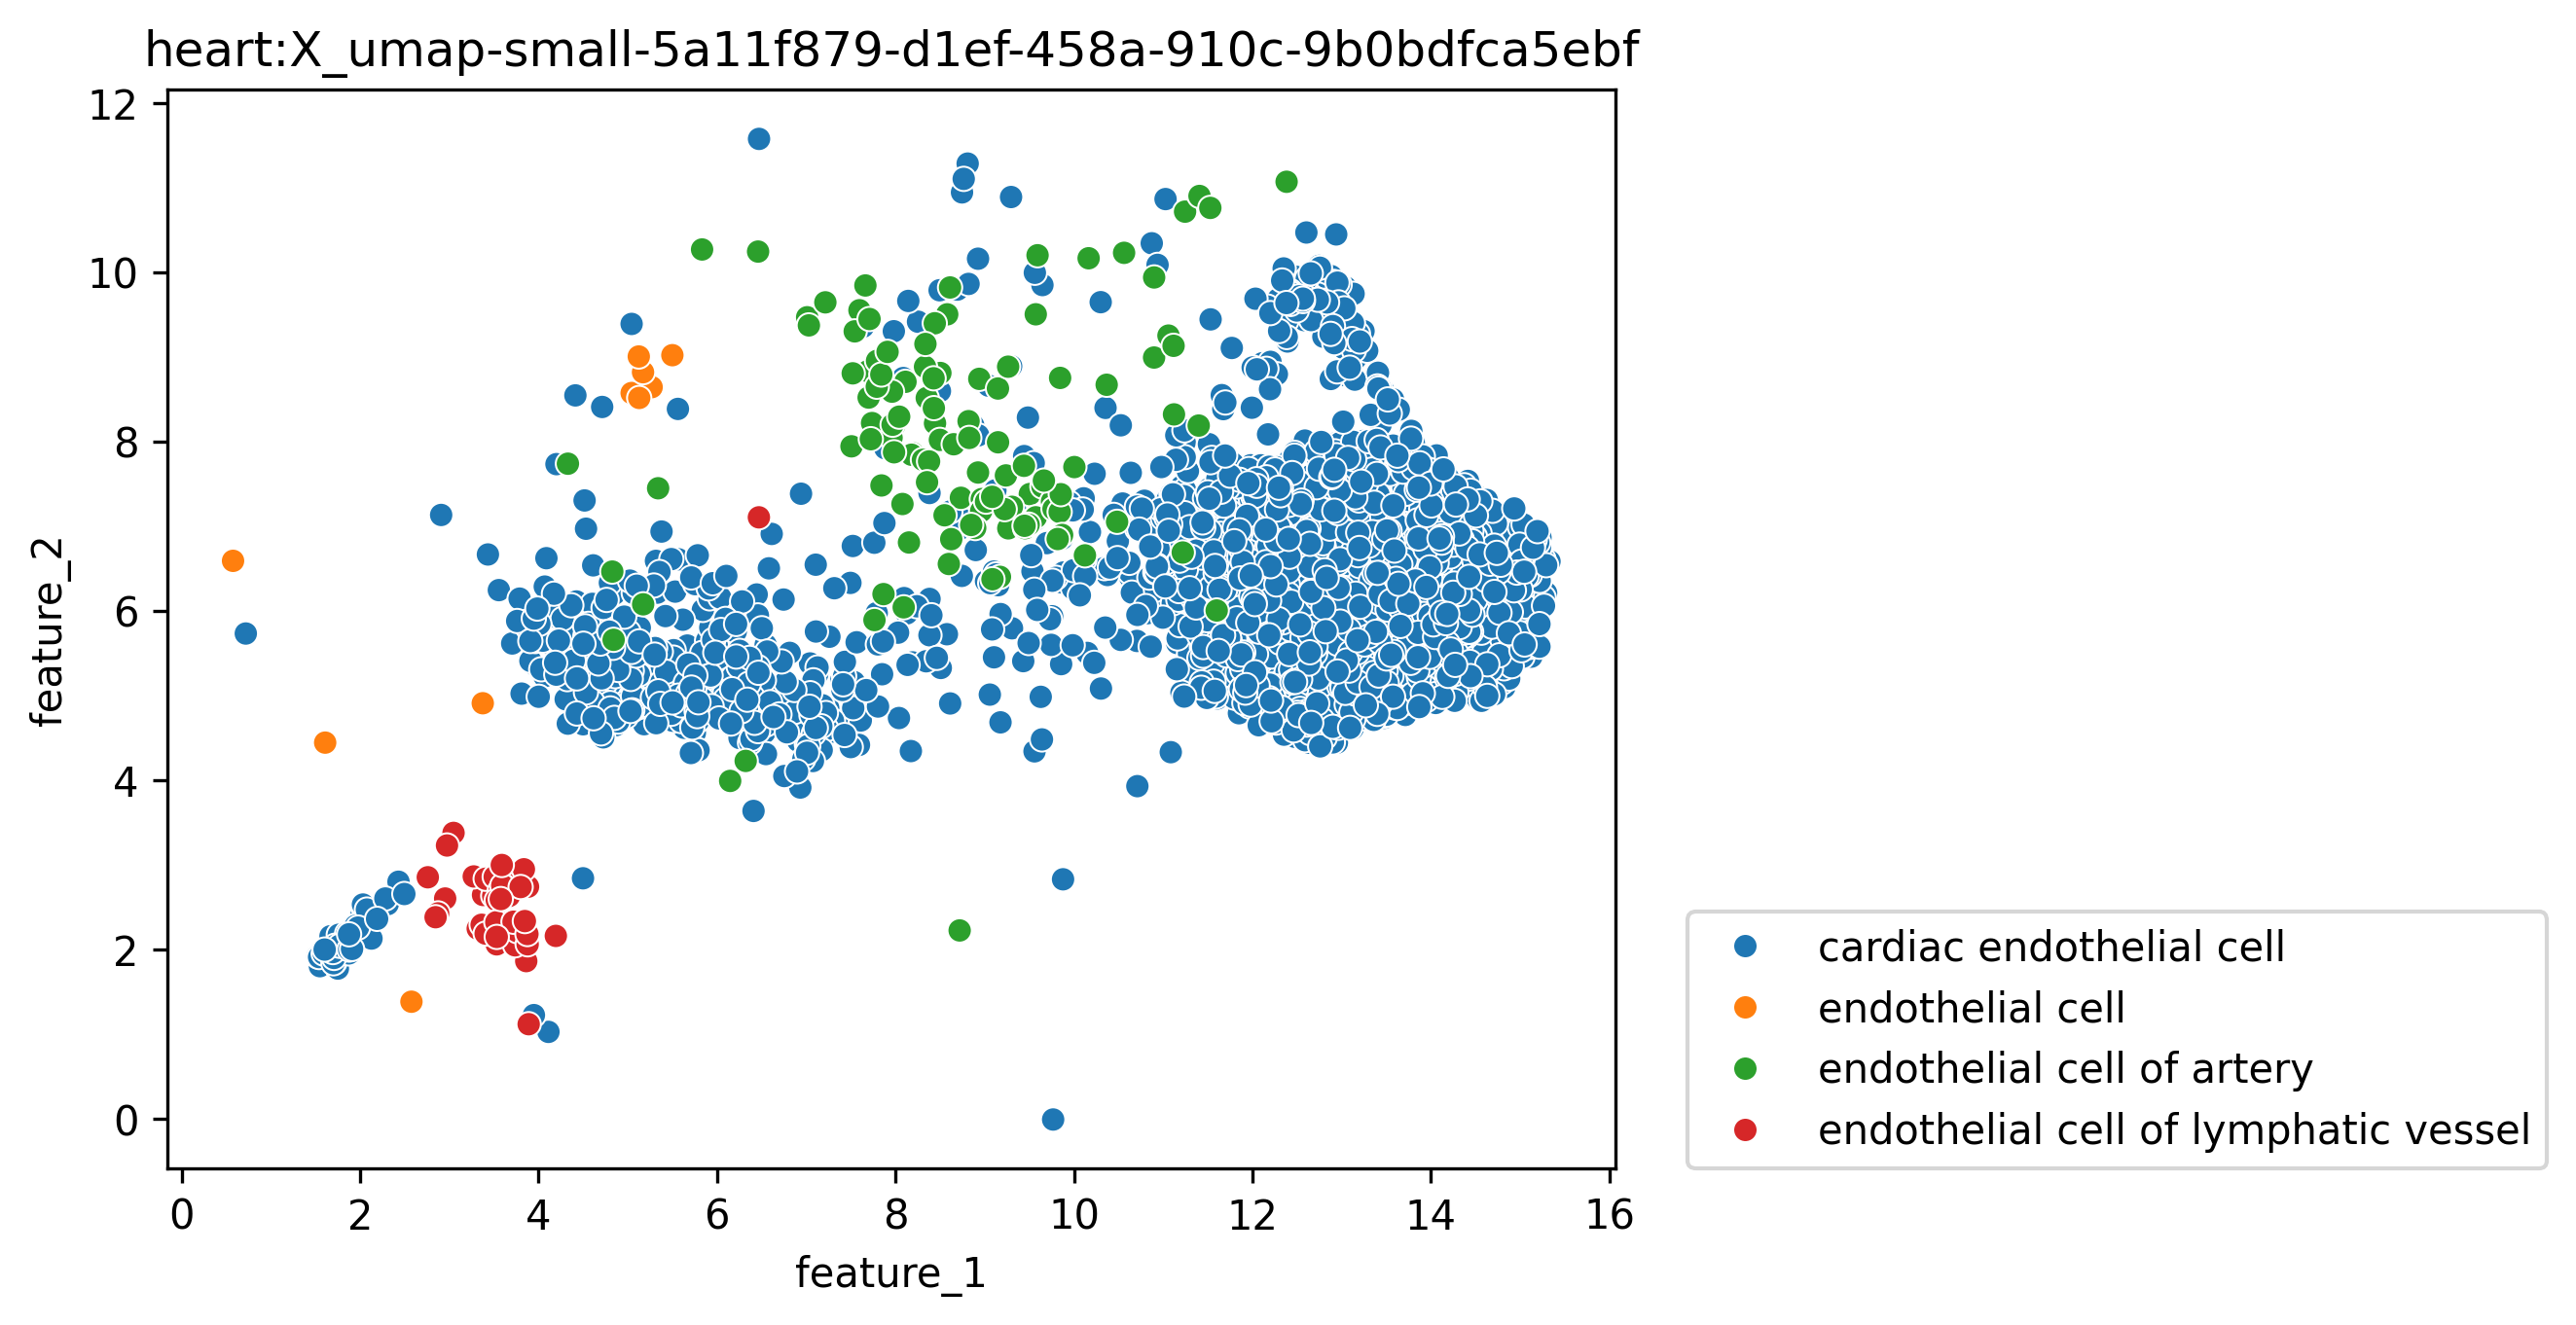 heart:X_umap-small-5a11f879-d1ef-458a-910c-9b0bdfca5ebf
12
10
8
6
4
2
0
feature_2
0 2 4 6 8 10 12 14 16
feature_1
cardiac endothelial cell
endothelial cell
endothelial cell of artery
endothelial cell of lymphatic vessel